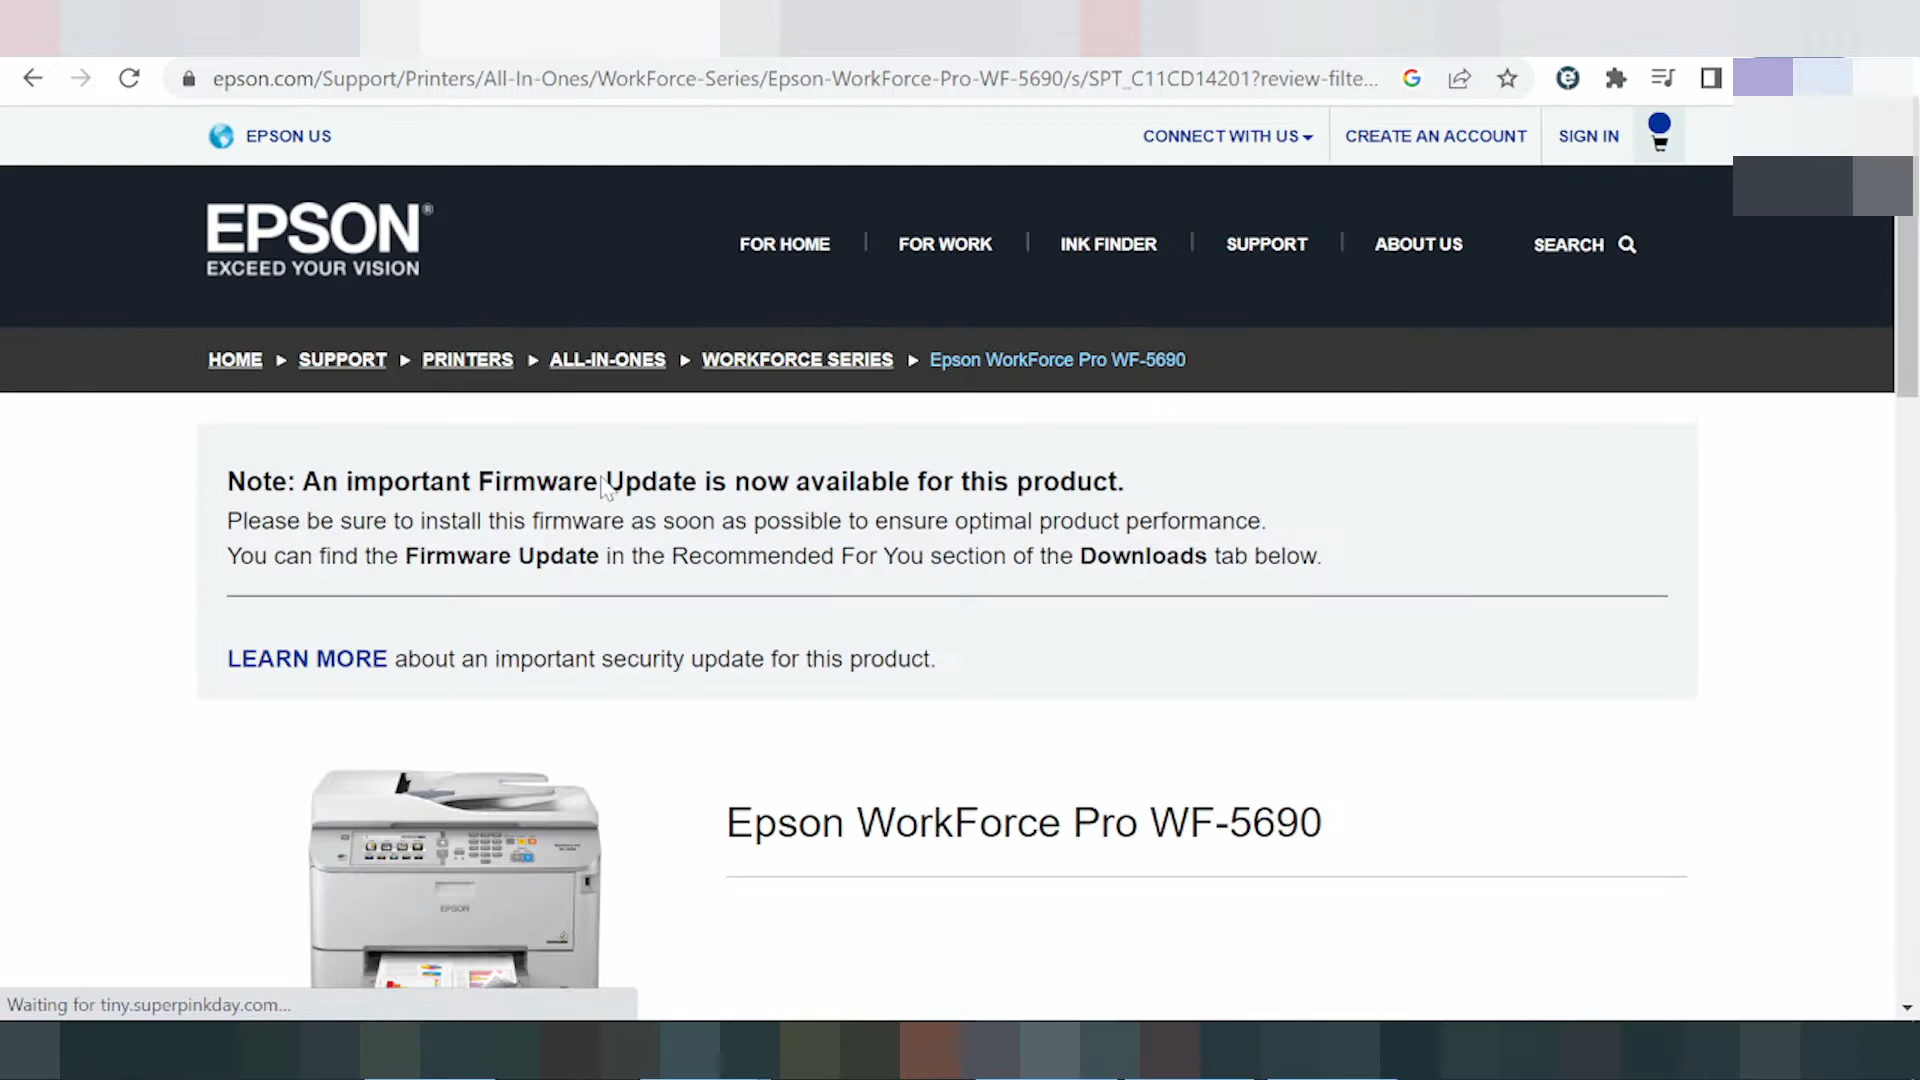 epson.com/Support/Printers/All-In-Ones/WorkForce-Series/Epson-WorkForce-Pro-WF-5690/s/SPT_C11CD14201?review-filte...
EPSON US
CONNECT WITH US
CREATE AN ACCOUNT
SIGN IN
EPSON®
EXCEED YOUR VISION
FOR HOME
FOR WORK
INK FINDER
SUPPORT
ABOUT US
SEARCH
HOME
SUPPORT
PRINTERS
ALL-IN-ONES
WORKFORCE SERIES
Epson WorkForce Pro WF-5690
Note: An important Firmware Update is now available for this product.
Please be sure to install this firmware as soon as possible to ensure optimal product performance.
You can find the Firmware Update in the Recommended For You section of the Downloads tab below.
LEARN MORE about an important security update for this product.
Epson WorkForce Pro WF-5690
EPSON
Waiting for tiny.superpinkday.com...